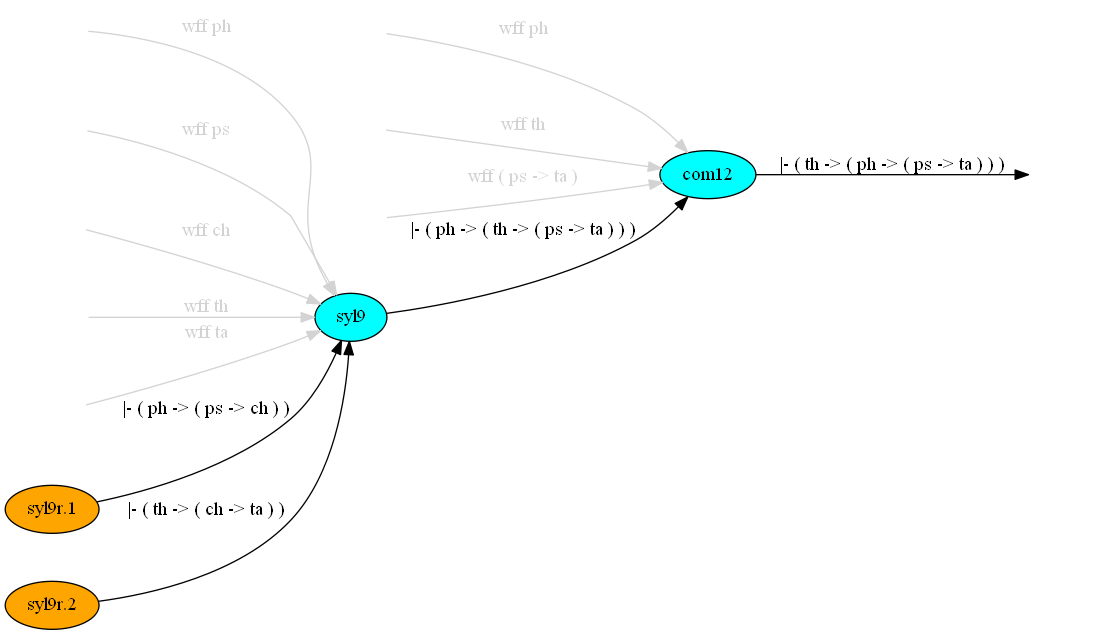 wff ph
wff ph
wff ps
wff th
com12
|- ( th -> ( ph -> ( ps -> ta ) ) )
wff ( ps -> ta )
wff ch
|- ( ph -> ( th -> ( ps -> ta ) ) )
wff th
syl9
wff ta
|- ( ph -> ( ps -> ch ) )
syl9r.1
|- ( th -> ( ch -> ta ) )
syl9r.2